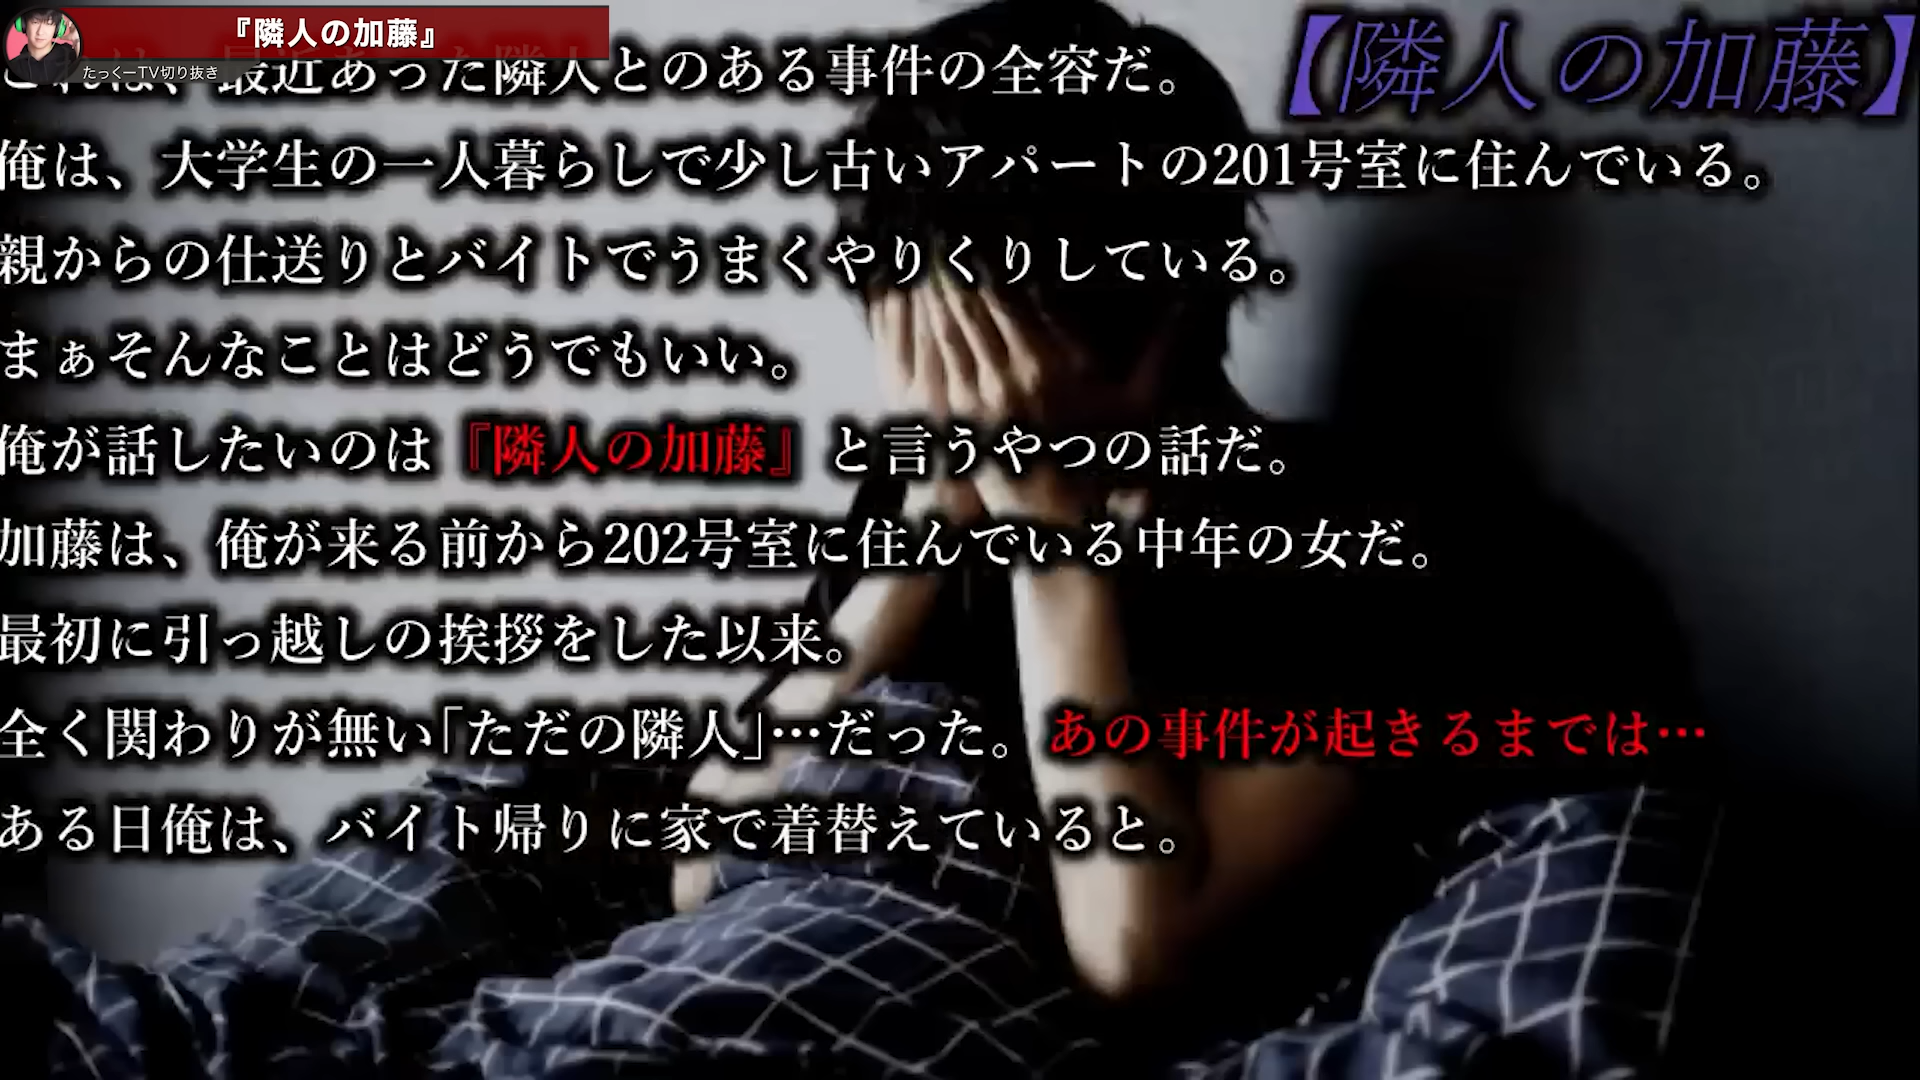 『隣人の加藤』
たっくーTV切り抜き
【隣人の加藤】
これは、最近あった隣人とのある事件の全容だ。
俺は、大学生の一人暮らしで少し古いアパートの201号室に住んでいる。
親からの仕送りとバイトでうまくやりくりしている。
まぁそんなことはどうでもいい。
俺が話したいのは『隣人の加藤』と言うやつの話だ。
加藤は、俺が来る前から202号室に住んでいる中年の女だ。
最初に引っ越しの挨拶をした以来。
全く関わりが無い「ただの隣人」…だった。あの事件が起きるまでは…
ある日俺は、バイト帰りに家で着替えていると。